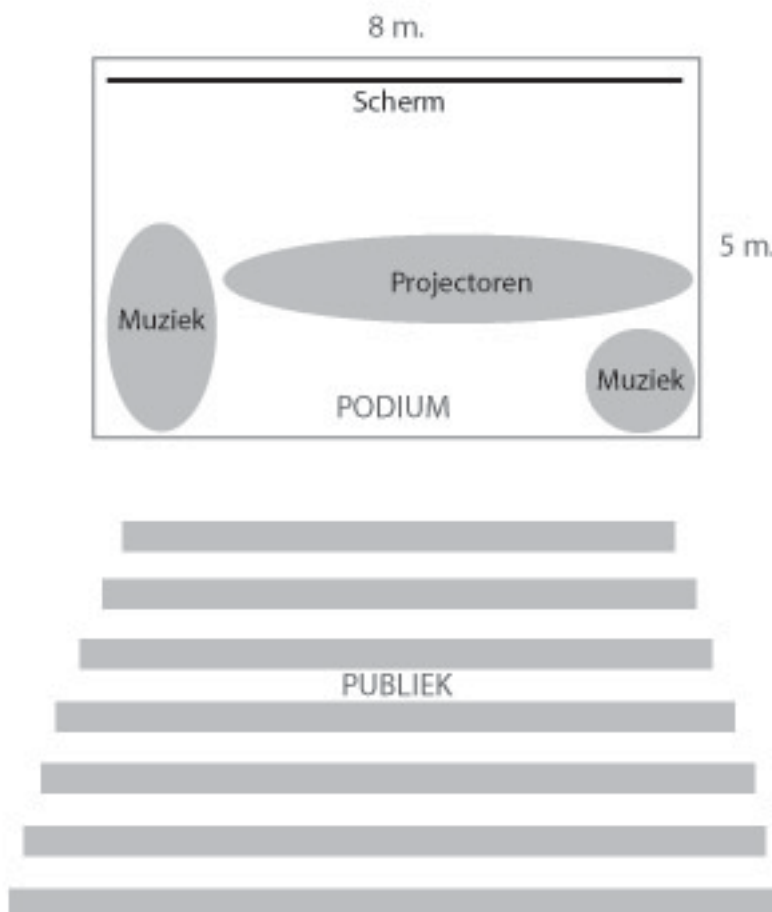 8 m.
Scherm
5 m.
Projectoren
Muziek
Muziek
PODIUM
PUBLIEK